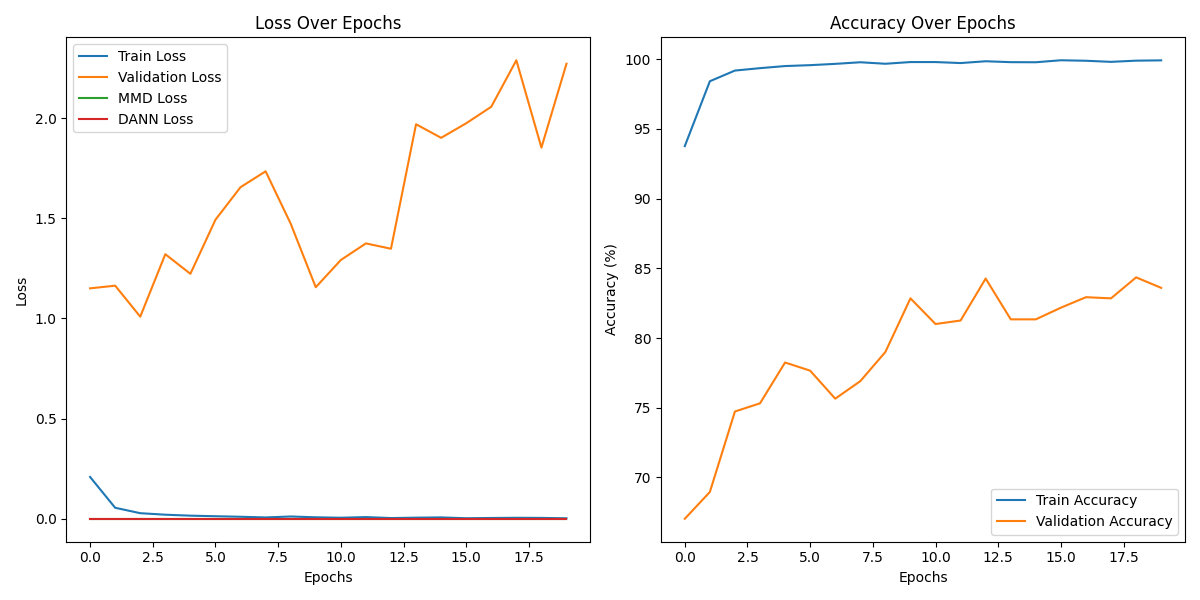 Loss Over Epochs
Train Loss
Validation Loss
MMD Loss
DANN Loss
Loss
2.0
1.5
1.0
0.5
0.0
0.0 2.5 5.0 7.5 10.0 12.5 15.0 17.5
Epochs
Accuracy Over Epochs
Accuracy (%)
100
95
90
85
80
75
70
Train Accuracy
Validation Accuracy
0.0 2.5 5.0 7.5 10.0 12.5 15.0 17.5
Epochs